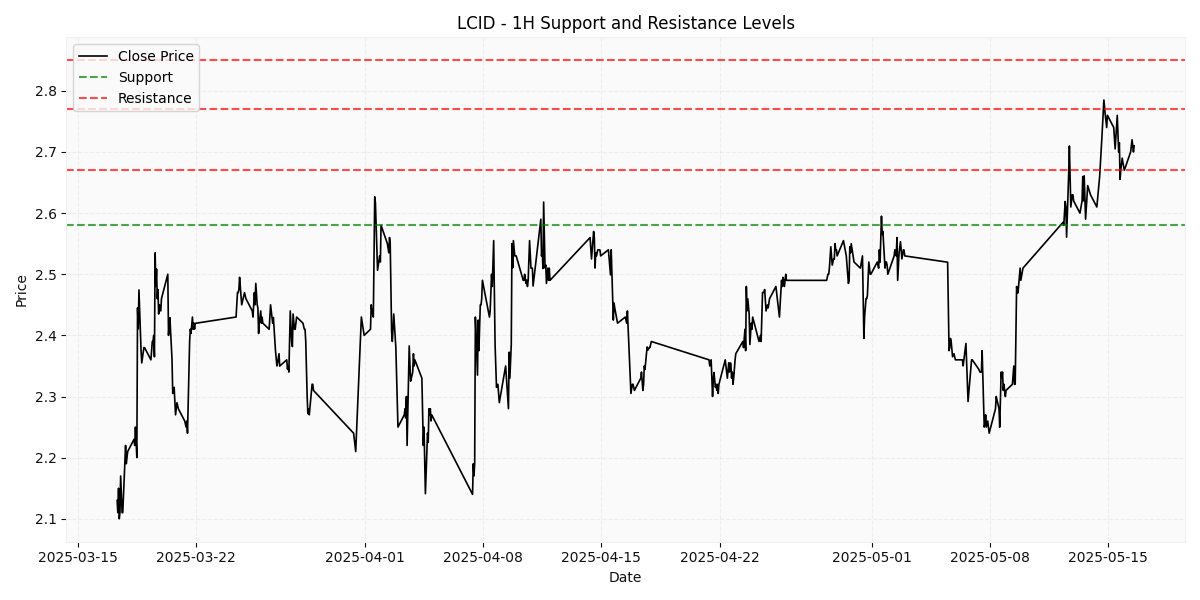 LCID - 1H Support and Resistance Levels
Close Price
Support
Resistance
Price
2.8
2.7
2.6
2.5
2.4
2.3
2.2
2.1
2025-03-15 2025-03-22 2025-04-01 2025-04-08 2025-04-15 2025-04-22 2025-05-01 2025-05-08 2025-05-15
Date